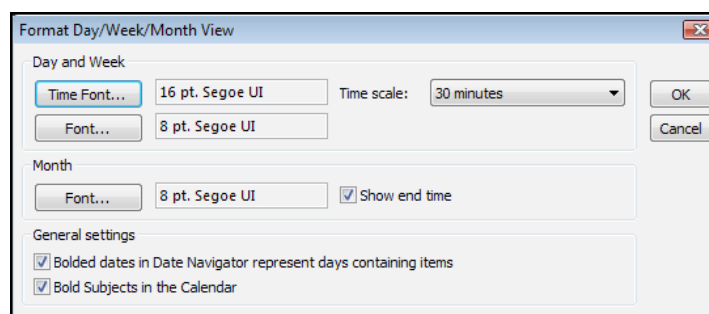 Format Day/Week/Month View
Day and Week
Time Font... 16 pt. Segoe UI Time scale: 30 minutes OK
Font... 8 pt. Segoe UI Cancel
Month
Font... 8 pt. Segoe UI Show end time
General settings
Bolded dates in Date Navigator represent days containing items
Bold Subjects in the Calendar